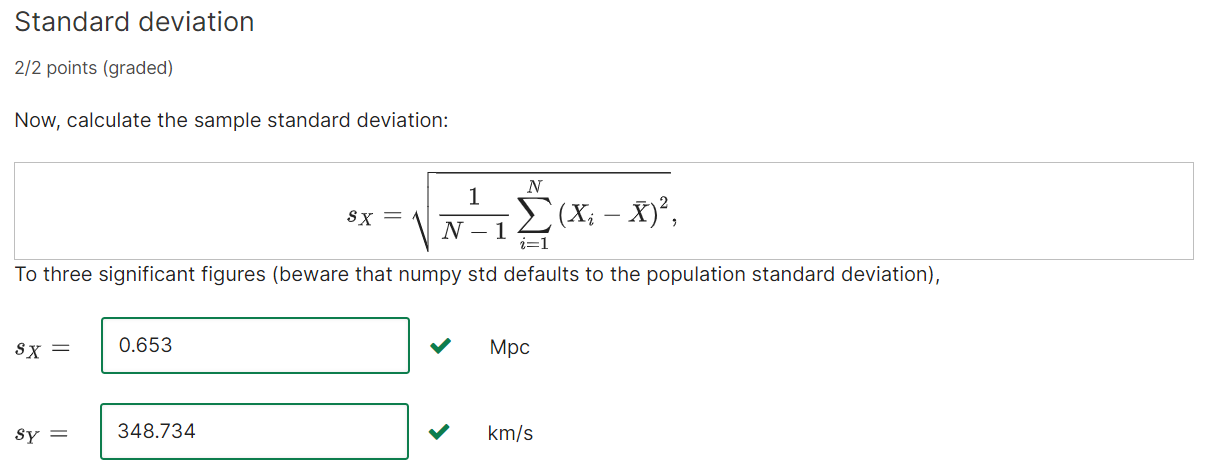 Standard deviation
2/2 points (graded)
Now, calculate the sample standard deviation:
$s_X = \sqrt{\frac{1}{N-1} \sum_{i=1}^{N} (X_i - \bar{X})^2},$
To three significant figures (beware that numpy std defaults to the population standard deviation),
$s_X =$ 0.653 ✔ Mpc
$s_Y =$ 348.734 ✔ km/s